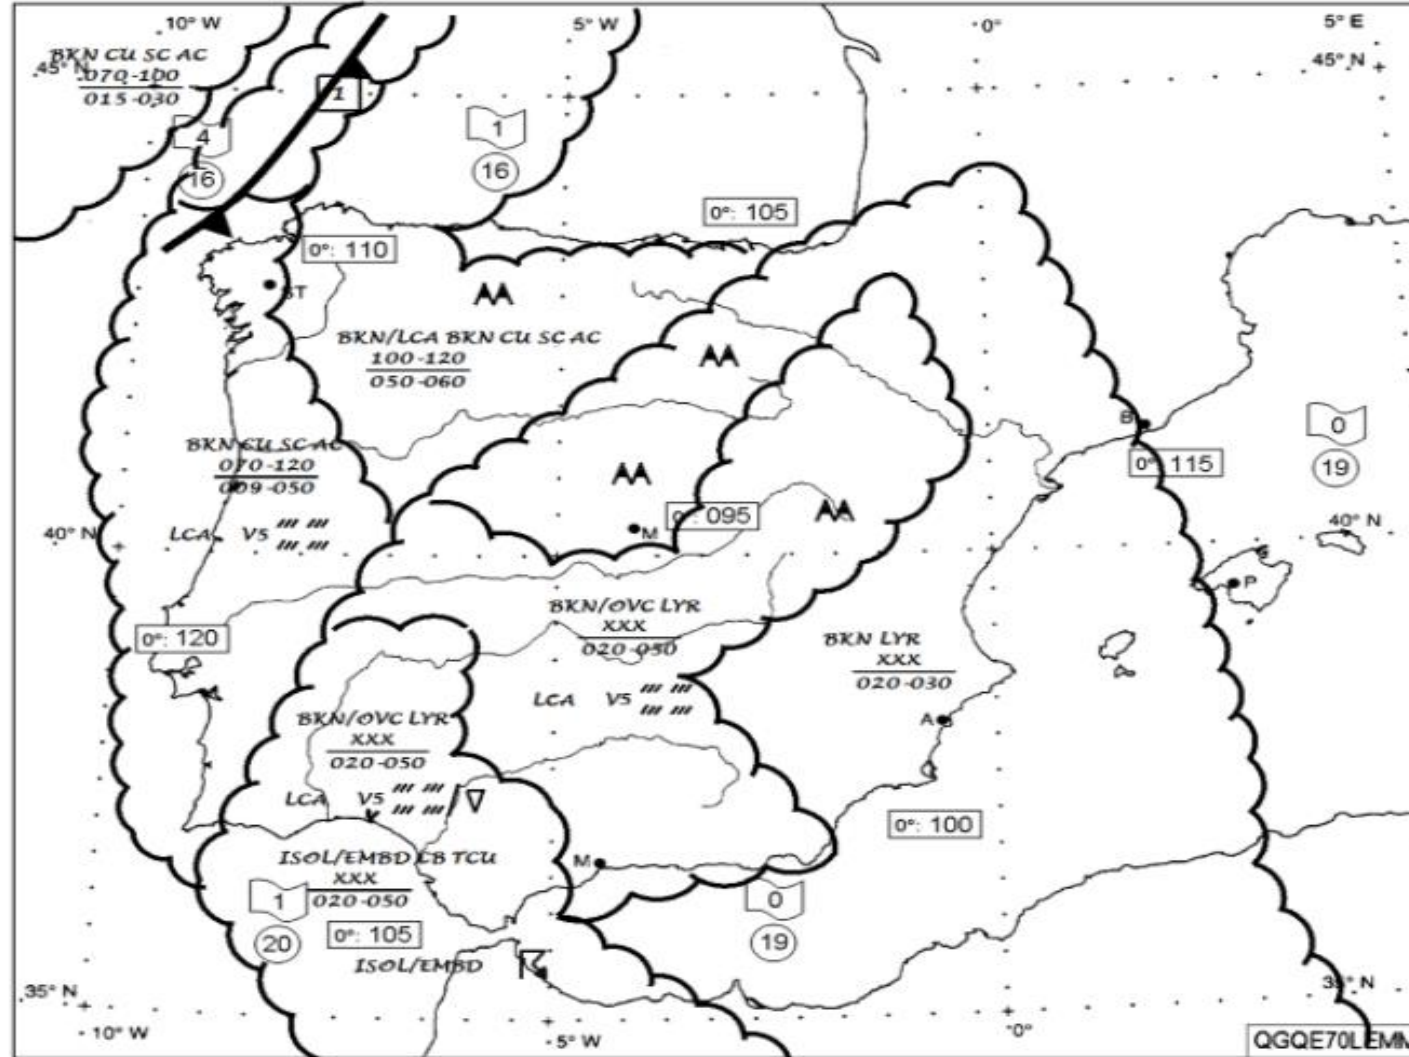 10° W
5° W
0°
5° E
BKN CU SC AC
45° N
070-100
015-030
45° N
1
4
16
1
16
0°: 105
0°: 110
ST
BKN/LCA BKN CU SC AC
100-120
050-060
BKN CU SC AC
070-120
009-050
B
0
19
0°: 115
0°: 095
M
40° N
LCA V5
40° N
P
BKN/OVC LYR
XXX
020-050
0°: 120
BKN LYR
XXX
020-030
LCA V5
A
BKN/OVC LYR
XXX
020-050
LCA V5
0°: 100
ISOL/EMBD CB TCU
XXX
020-050
M
1
20
0
19
0°: 105
ISOL/EMBD
35° N
35° N
10° W
5° W
0°
QGQE70LEMM